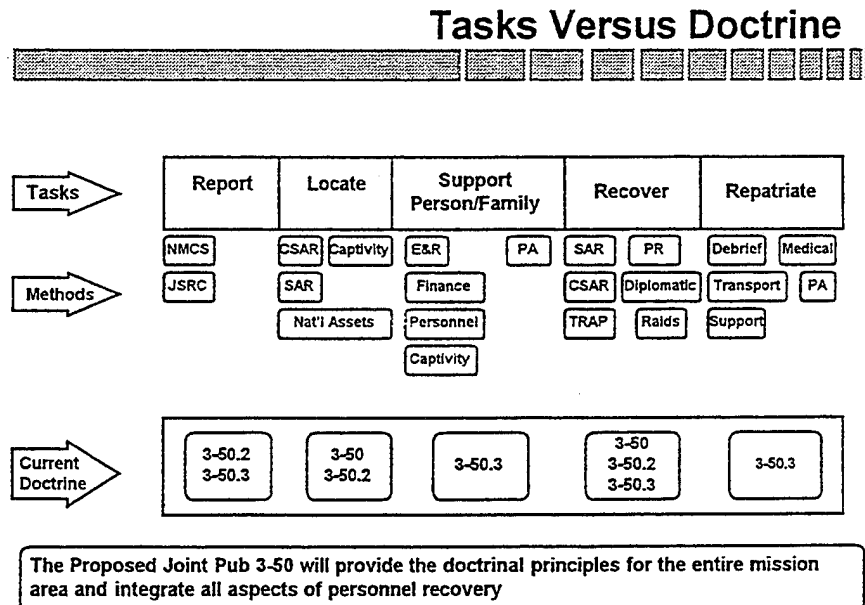 Tasks Versus Doctrine
Tasks
Report
Locate
Support
Person/Family
Recover
Repatriate
Methods
NMCS
JSRC
CSAR Captivity
SAR
Nat'l Assets
E&R PA
Finance
Personnel
Captivity
SAR PR
CSAR Diplomatic
TRAP Raids
Debrief Medical
Transport PA
Support
Current
Doctrine
3-50.2
3-50.3
3-50
3-50.2
3-50.3
3-50
3-50.2
3-50.3
3-50.3
The Proposed Joint Pub 3-50 will provide the doctrinal principles for the entire mission
area and integrate all aspects of personnel recovery